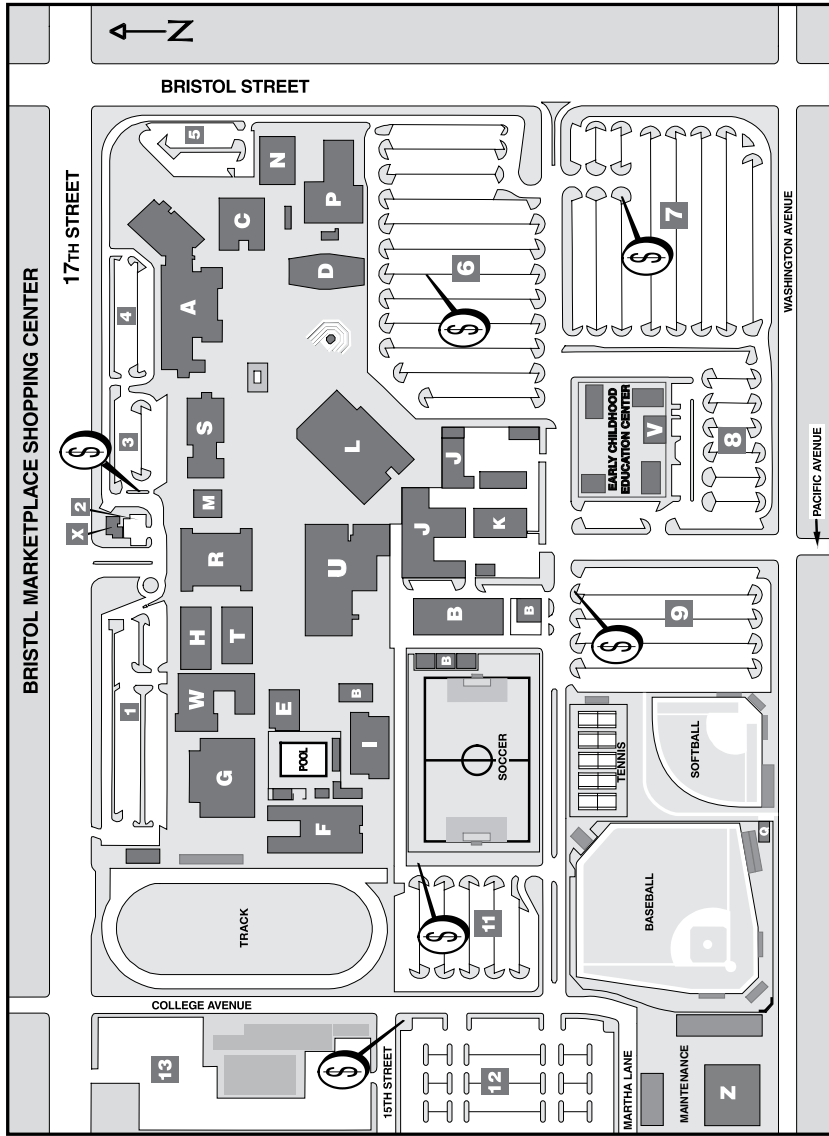 N
BRISTOL STREET
BRISTOL MARKETPLACE SHOPPING CENTER
17TH STREET
WASHINGTON AVENUE
PACIFIC AVENUE
COLLEGE AVENUE
15TH STREET
MARTHA LANE
MAINTENANCE
5
N
C
P
4
A
D
6
$
7
$
3
$
S
L
2
X
M
R
U
J
J
K
EARLY CHILDHOOD
EDUCATION CENTER
V
8
H
T
B
B
9
$
1
W
E
B
B
I
G
POOL
F
SOCCER
TENNIS
SOFTBALL
Q
TRACK
11
$
BASEBALL
13
$
12
Z